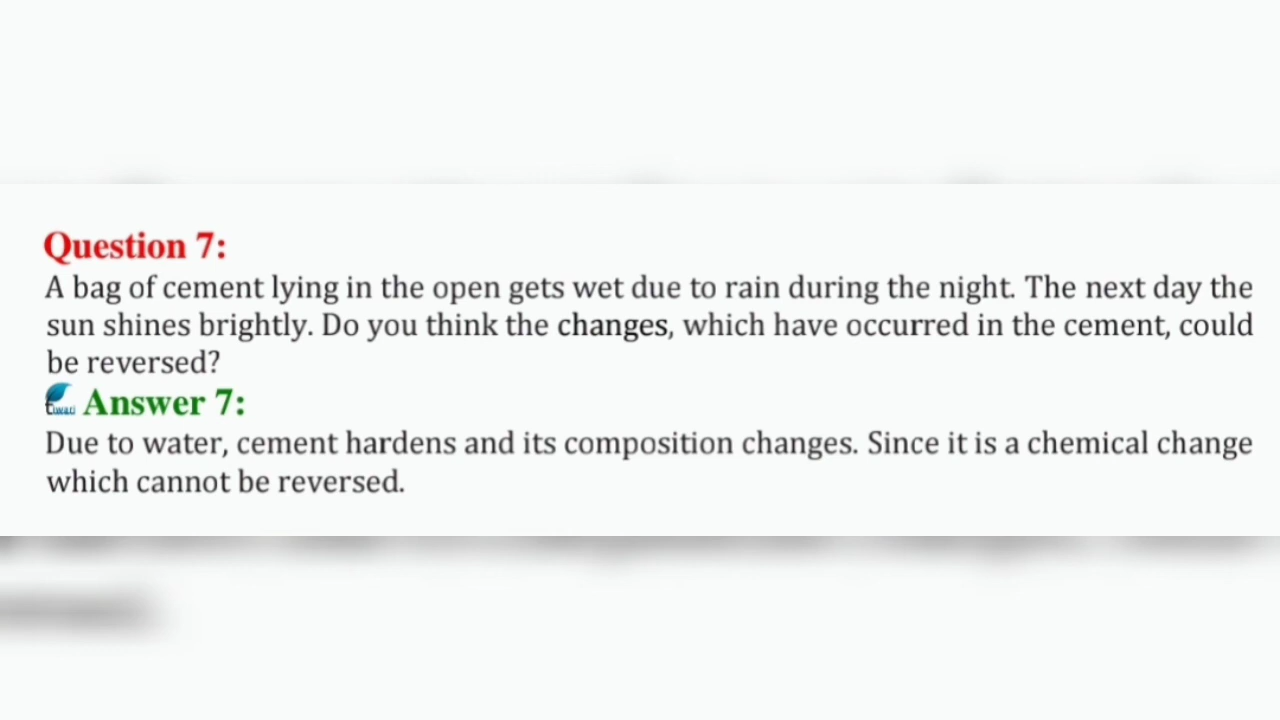 Question 7:
A bag of cement lying in the open gets wet due to rain during the night. The next day the
sun shines brightly. Do you think the changes, which have occurred in the cement, could
be reversed?
Answer 7:
Due to water, cement hardens and its composition changes. Since it is a chemical change
which cannot be reversed.